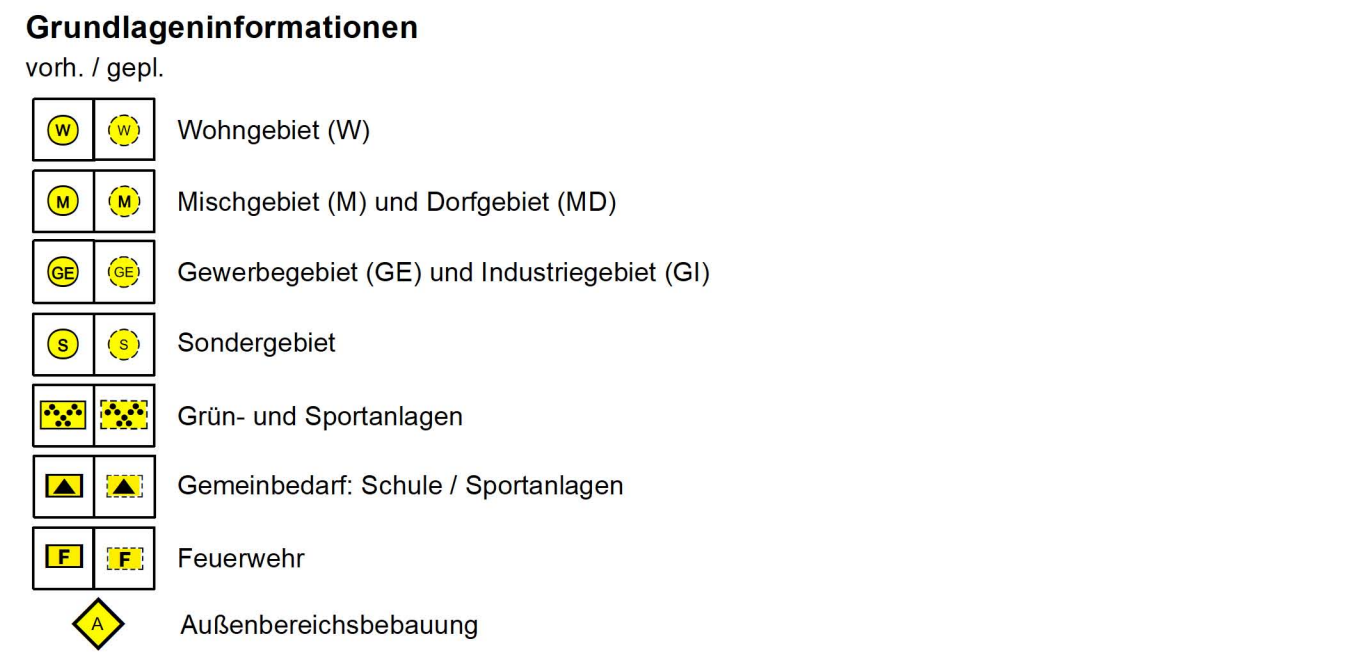 Grundlageninformationen
vorh. / gepl.
W W Wohngebiet (W)
M M Mischgebiet (M) und Dorfgebiet (MD)
GE GE Gewerbegebiet (GE) und Industriegebiet (GI)
S S Sondergebiet
Grün- und Sportanlagen
Gemeinbedarf: Schule / Sportanlagen
F F Feuerwehr
A Außenbereichsbebauung